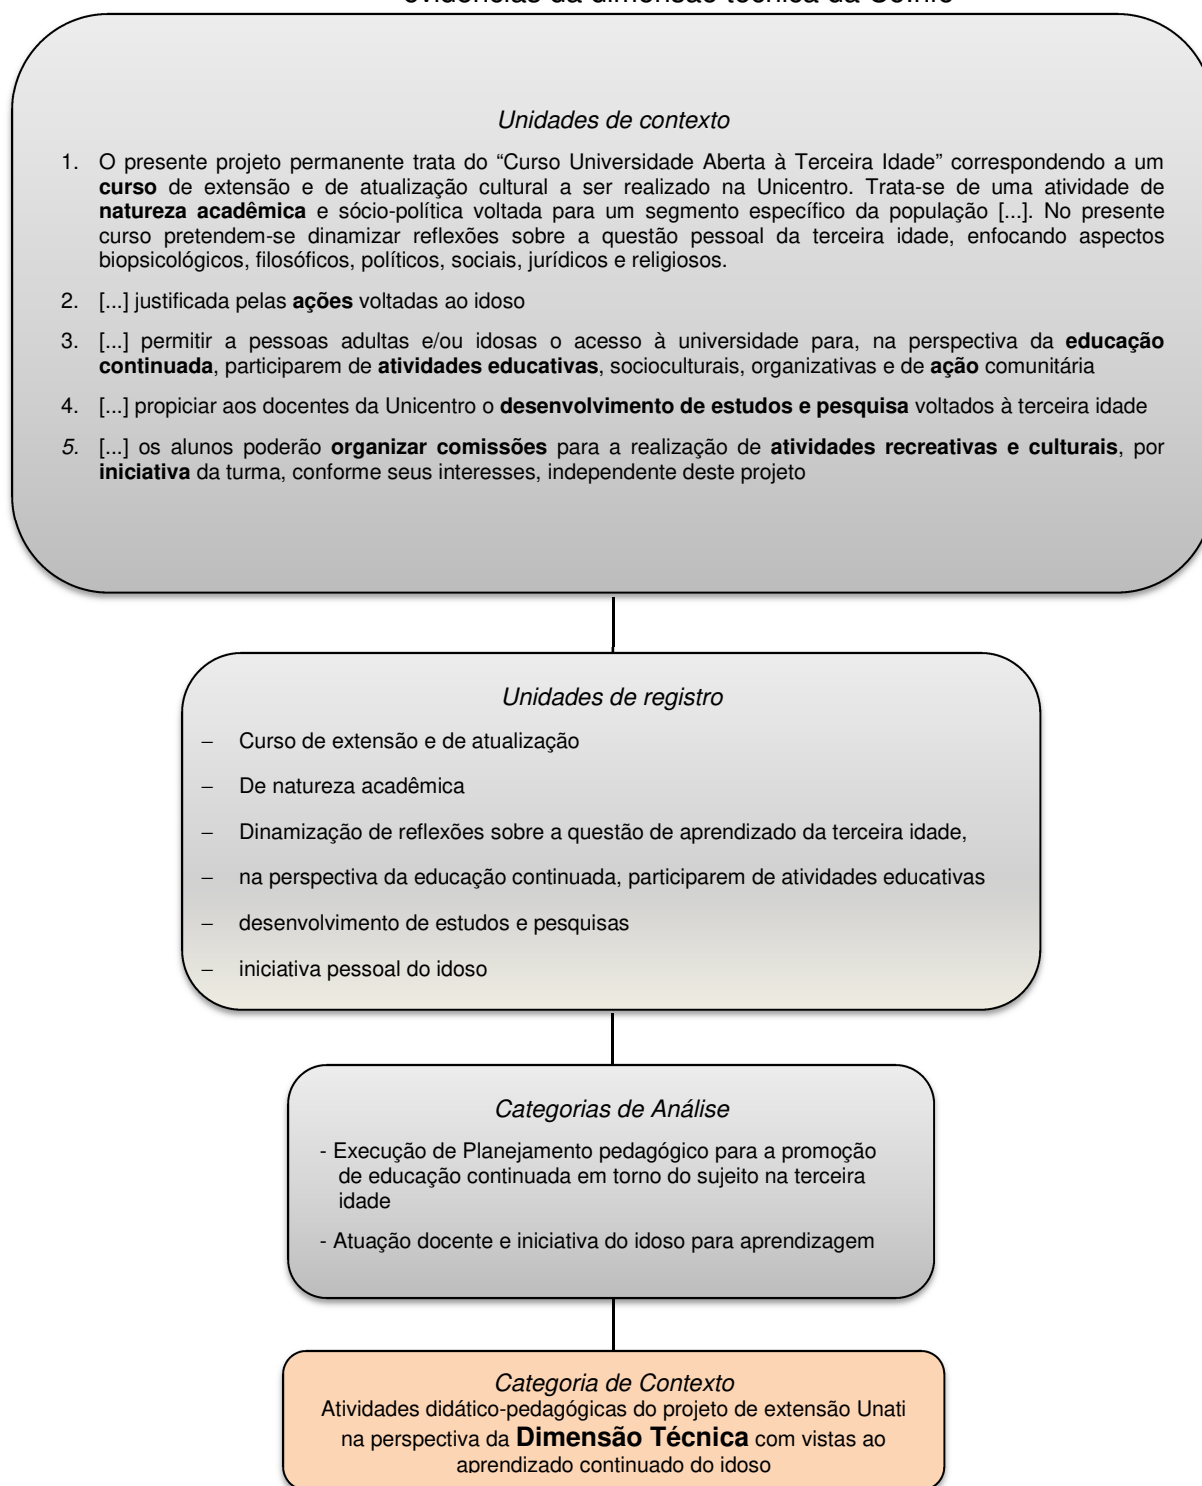 evidências da dimensão técnica da
Unidades de contexto
1. O presente projeto permanente trata do “Curso Universidade Aberta à Terceira Idade” correspondendo a um
curso de extensão e de atualização cultural a ser realizado na Unicentro. Trata-se de uma atividade de
natureza acadêmica e sócio-política voltada para um segmento específico da população [...]. No presente
curso pretendem-se dinamizar reflexões sobre a questão pessoal da terceira idade, enfocando aspectos
biopsicológicos, filosóficos, políticos, sociais, jurídicos e religiosos.
2. [...] justificada pelas ações voltadas ao idoso
3. [...] permitir a pessoas adultas e/ou idosas o acesso à universidade para, na perspectiva da educação
continuada, participarem de atividades educativas, socioculturais, organizativas e de ação comunitária
4. [...] propiciar aos docentes da Unicentro o desenvolvimento de estudos e pesquisa voltados à terceira idade
5. [...] os alunos poderão organizar comissões para a realização de atividades recreativas e culturais, por
iniciativa da turma, conforme seus interesses, independente deste projeto
Unidades de registro
– Curso de extensão e de atualização
– De natureza acadêmica
– Dinamização de reflexões sobre a questão de aprendizado da terceira idade,
– na perspectiva da educação continuada, participarem de atividades educativas
– desenvolvimento de estudos e pesquisas
– iniciativa pessoal do idoso
Categorias de Análise
- Execução de Planejamento pedagógico para a promoção
de educação continuada em torno do sujeito na terceira
idade
- Atuação docente e iniciativa do idoso para aprendizagem
Categoria de Contexto
Atividades didático-pedagógicas do projeto de extensão Unati
na perspectiva da Dimensão Técnica com vistas ao
aprendizado continuado do idoso